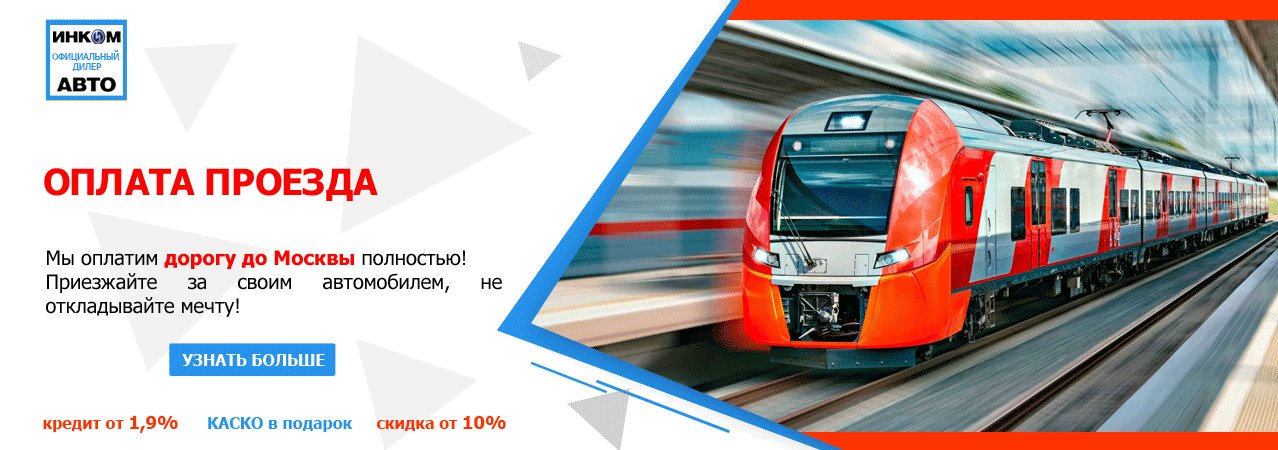 ИНКОМ
ОФИЦИАЛЬНЫЙ
ДИЛЕР
АВТО
ОПЛАТА ПРОЕЗДА
Мы оплатим дорогу до Москвы полностью!
Приезжайте за своим автомобилем, не
откладывайте мечту!
УЗНАТЬ БОЛЬШЕ
кредит от 1,9% КАСКО в подарок скидка от 10%